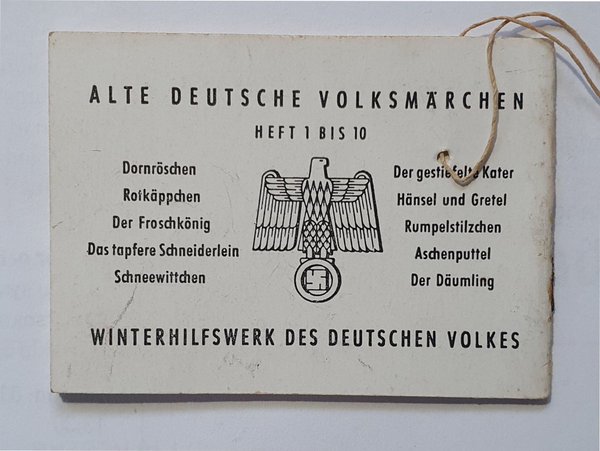 ALTE DEUTSCHE VOLKSMÄRCHEN
HEFT 1 BIS 10
Dornröschen
Rotkäppchen
Der Froschkönig
Das tapfere Schneiderlein
Schneewittchen
Der gestiefelte Kater
Hänsel und Gretel
Rumpelstilzchen
Aschenputtel
Der Däumling
WINTERHILFSWERK DES DEUTSCHEN VOLKES